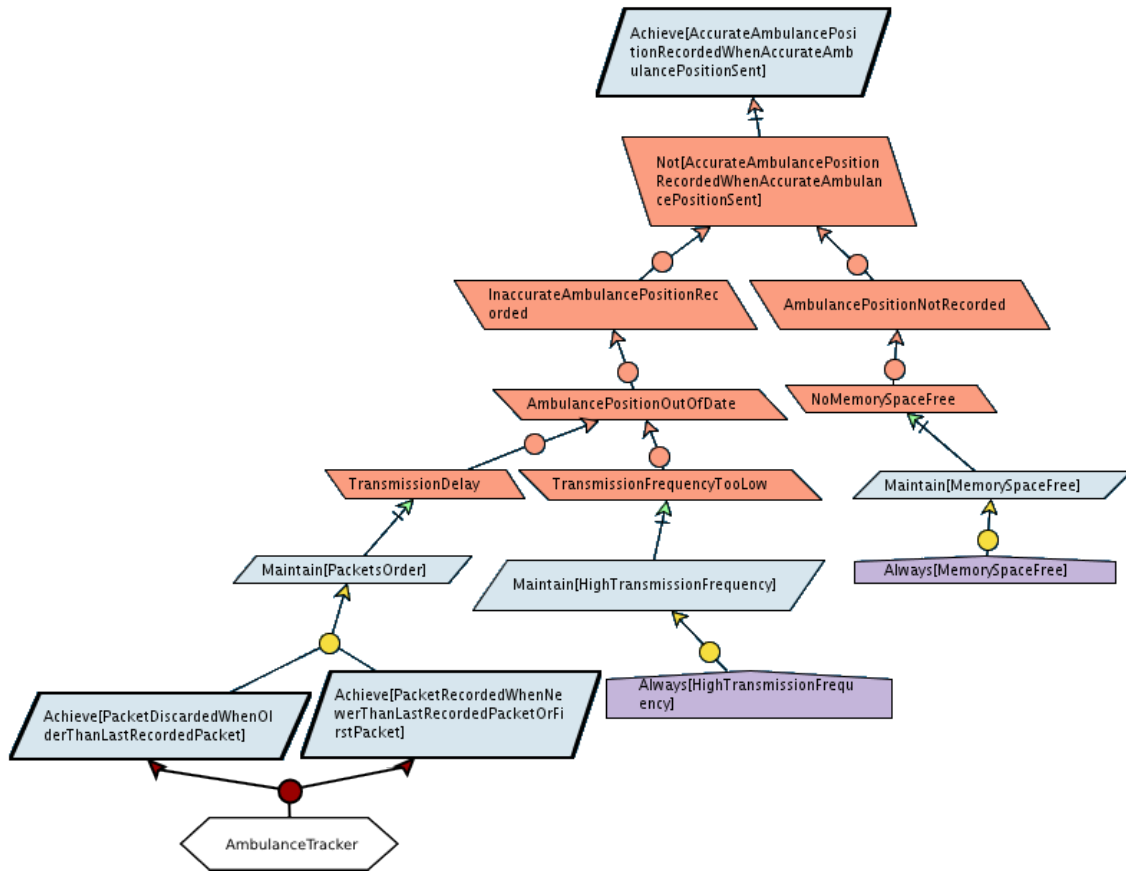 Achieve[AccurateAmbulancePosi
tionRecordedWhenAccurateAmb
ulancePositionSent]
Not[AccurateAmbulancePosition
RecordedWhenAccurateAmbulan
cePositionSent]
InaccurateAmbulancePositionRec
orded
AmbulancePositionNotRecorded
AmbulancePositionOutOfDate
NoMemorySpaceFree
TransmissionDelay
TransmissionFrequencyTooLow
Maintain[MemorySpaceFree]
Maintain[PacketsOrder]
Maintain[HighTransmissionFrequency]
Always[MemorySpaceFree]
Achieve[PacketDiscardedWhenOl
derThanLastRecordedPacket]
Achieve[PacketRecordedWhenNe
werThanLastRecordedPacketOrFi
rstPacket]
Always[HighTransmissionFrequ
ency]
AmbulanceTracker